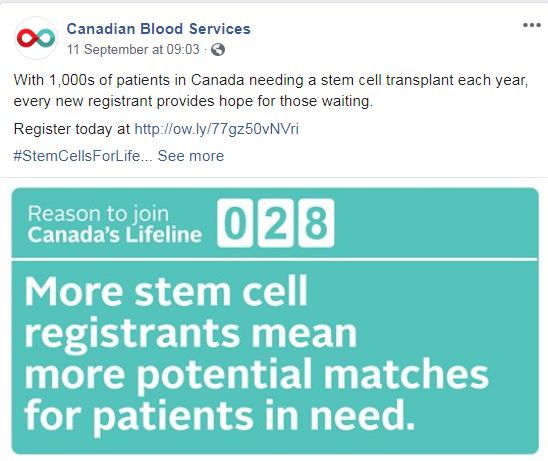 Canadian Blood Services
11 September at 09:03 ·
With 1,000s of patients in Canada needing a stem cell transplant each year,
every new registrant provides hope for those waiting.
Register today at http://ow.ly/77gz50vNVri
#StemCellsForLife... See more
Reason to join
Canada's Lifeline 028
More stem cell
registrants mean
more potential matches
for patients in need.